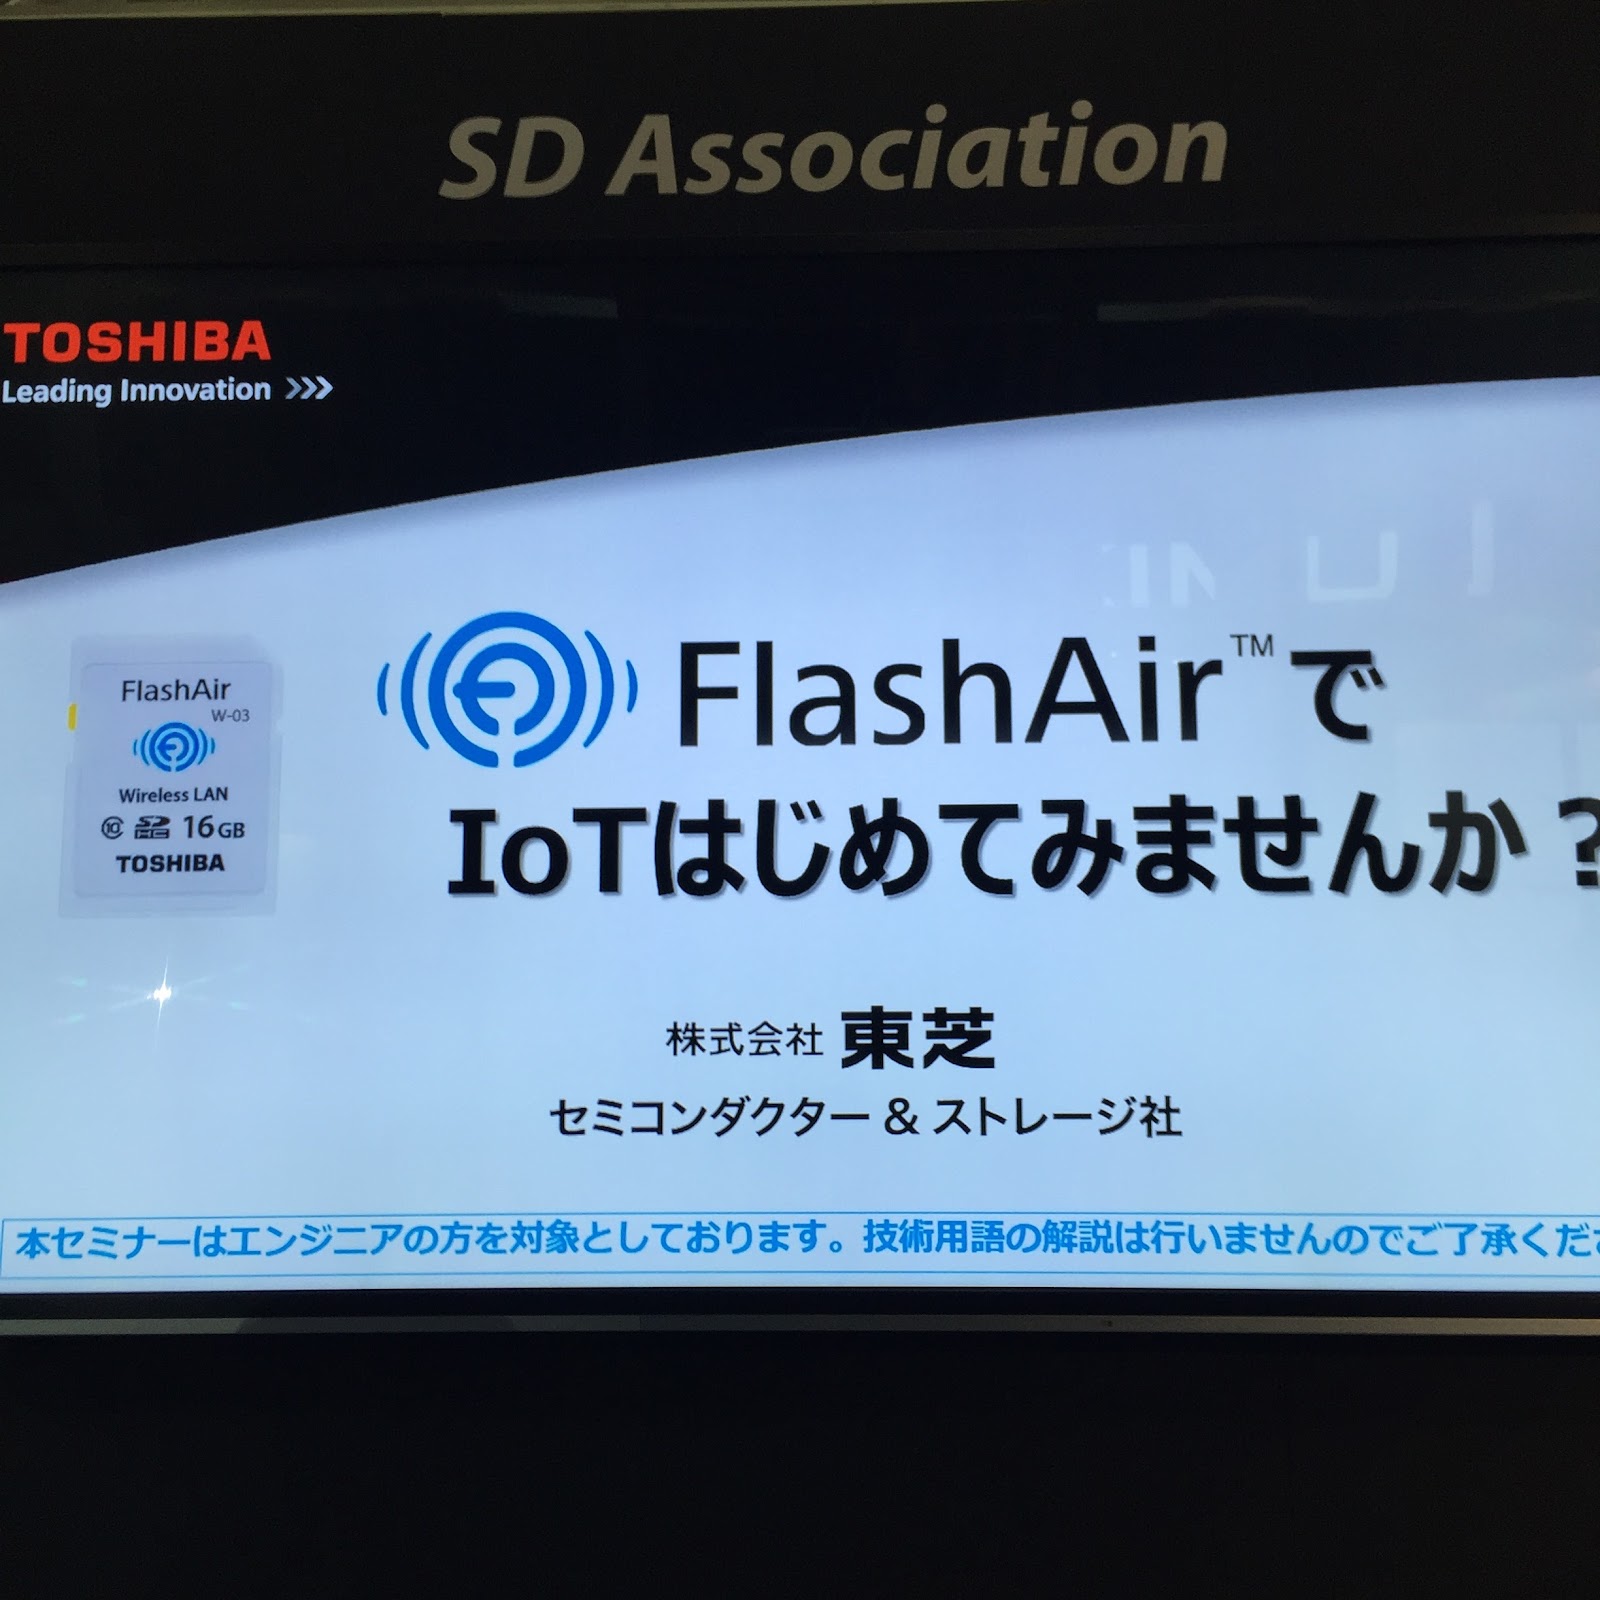 SD Association
TOSHIBA
Leading Innovation >>>
FlashAir
W-03
Wireless LAN
16GB
TOSHIBA
FlashAir™で
IoTはじめてみませんか？
株式会社 東芝
セミコンダクター & ストレージ社
本セミナーはエンジニアの方を対象としております。技術用語の解説は行いませんのでご了承くださ